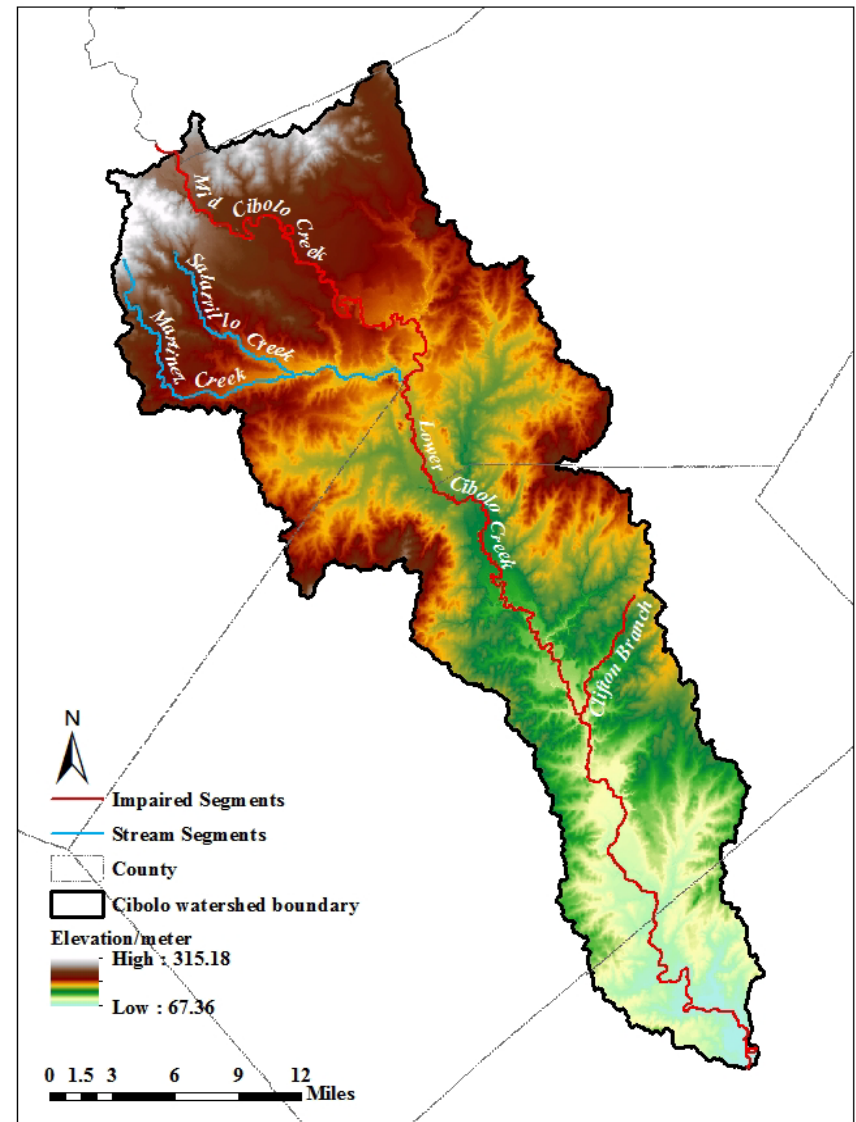 Mid Cibolo Creek
Salatrillo Creek
Martinez Creek
Lower Cibolo Creek
Clifton Branch
N
Impaired Segments
Stream Segments
County
Cibolo watershed boundary
Elevation/meter
High : 315.18
Low : 67.36
0 1.5 3 6 9 12
Miles